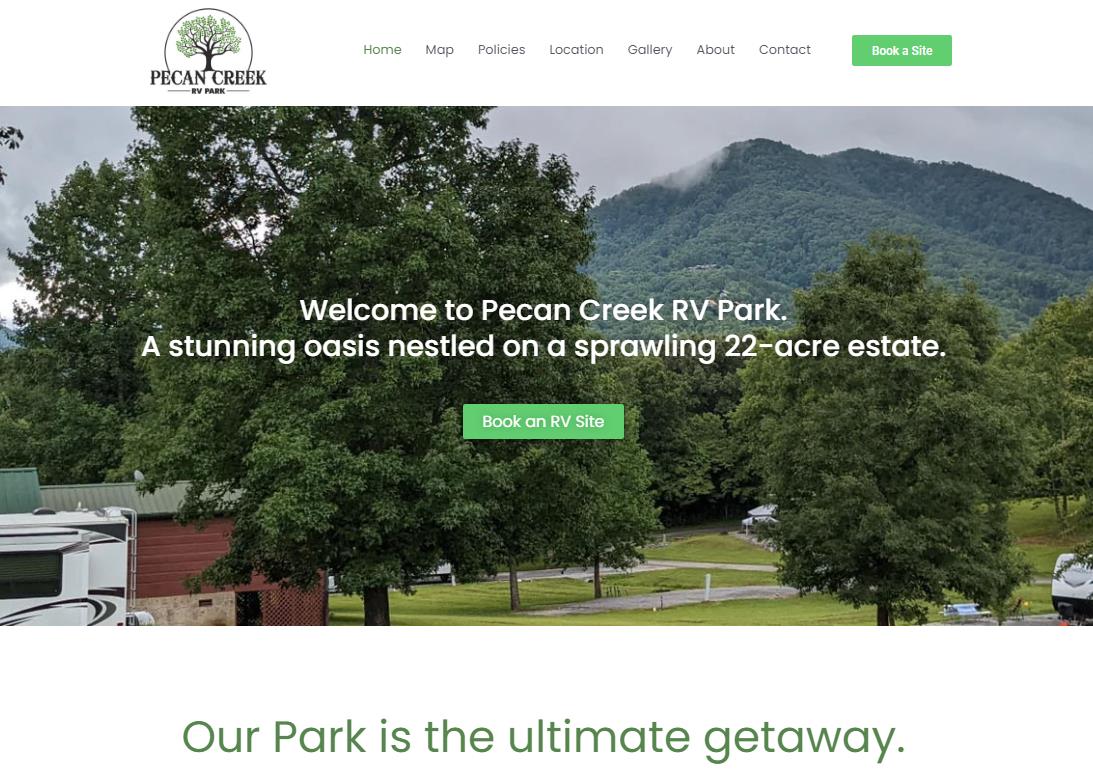 PECAN CREEK
RV PARK
Home Map Policies Location Gallery About Contact Book a Site
Welcome to Pecan Creek RV Park.
A stunning oasis nestled on a sprawling 22-acre estate.
Book an RV Site
Our Park is the ultimate getaway.